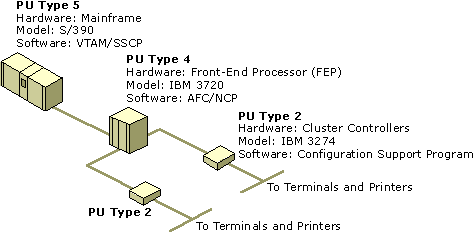 PU Type 5
Hardware: Mainframe
Model: S/390
Software: VTAM/SSCP
PU Type 4
Hardware: Front-End Processor (FEP)
Model: IBM 3720
Software: AFC/NCP
PU Type 2
Hardware: Cluster Controllers
Model: IBM 3274
Software: Configuration Support Program
To Terminals and Printers
PU Type 2
To Terminals and Printers